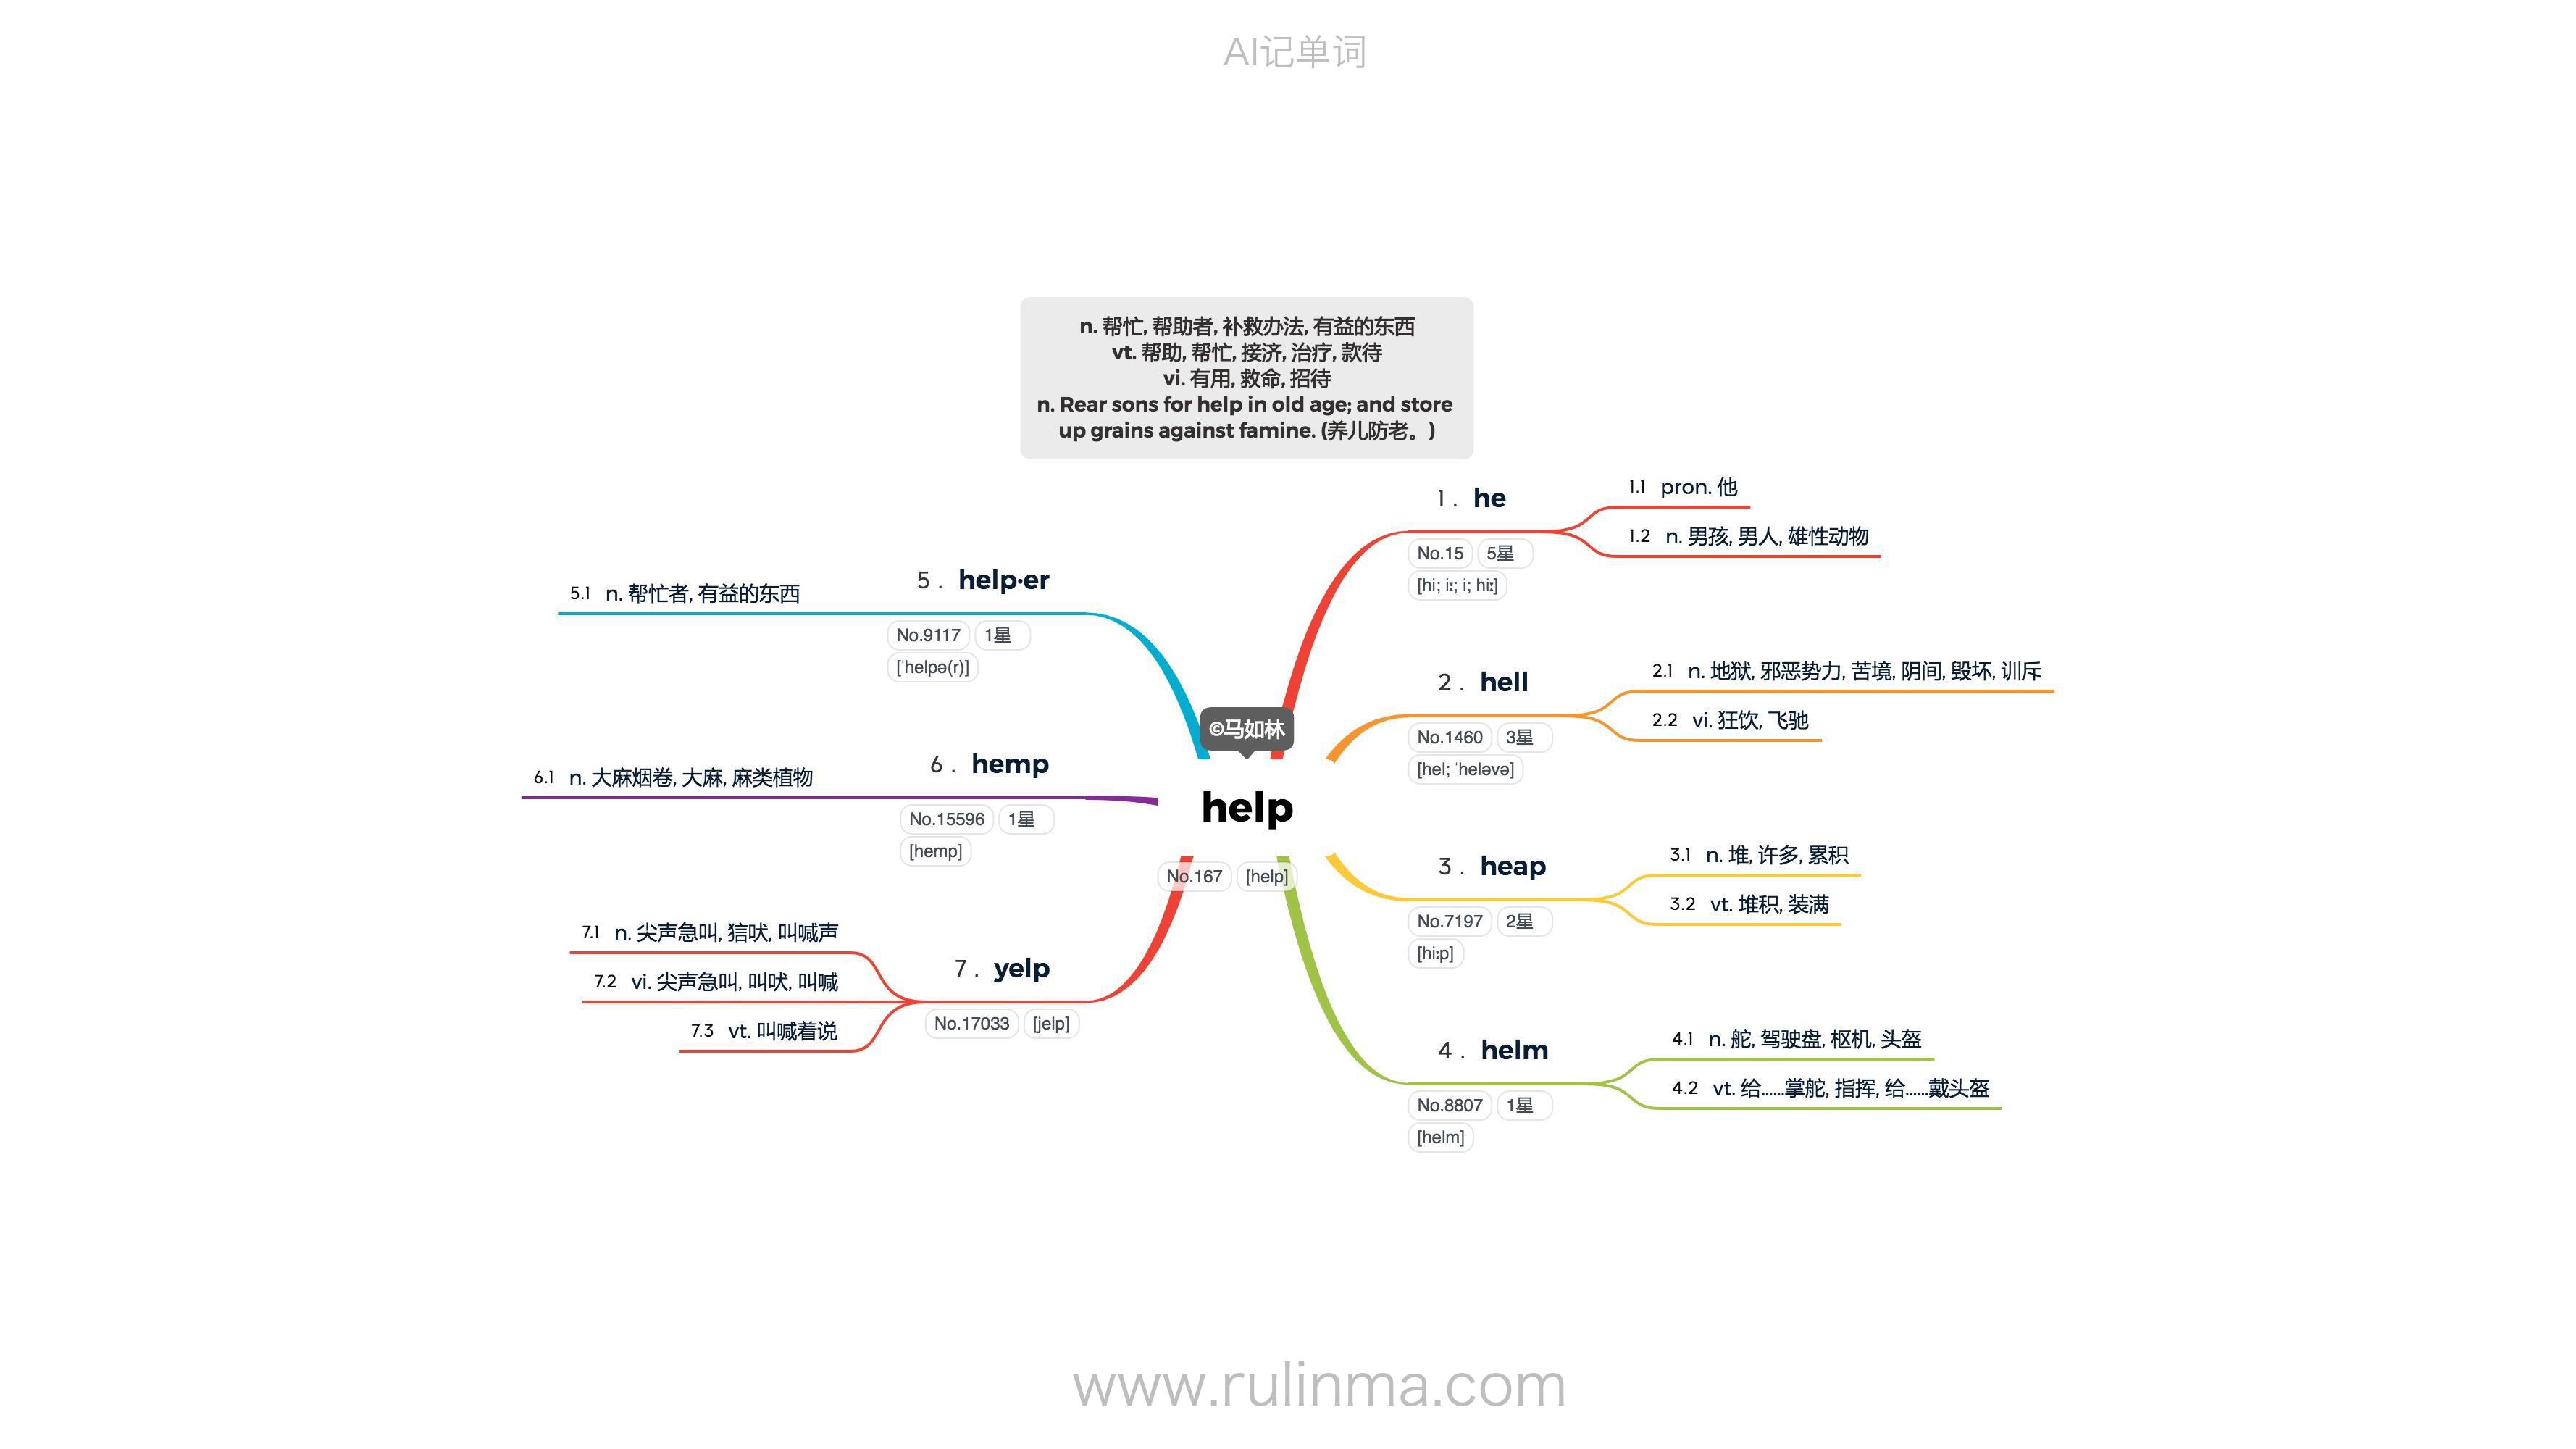 AI记单词
n. 帮忙, 帮助者, 补救办法, 有益的东西
vt. 帮助, 帮忙, 接济, 治疗, 款待
vi. 有用, 救命, 招待
n. Rear sons for help in old age; and store
up grains against famine. (养儿防老。)
©马如林
help
No.167 [help]
1. he
No.15 5星
[hi; iː; i; hiː]
1.1 pron. 他
1.2 n. 男孩, 男人, 雄性动物
2. hell
No.1460 3星
[hel; ˈheləvə]
2.1 n. 地狱, 邪恶势力, 苦境, 阴间, 毁坏, 训斥
2.2 vi. 狂饮, 飞驰
3. heap
No.7197 2星
[hiːp]
3.1 n. 堆, 许多, 累积
3.2 vt. 堆积, 装满
4. helm
No.8807 1星
[helm]
4.1 n. 舵, 驾驶盘, 枢机, 头盔
4.2 vt. 给……掌舵, 指挥, 给……戴头盔
5. help·er
No.9117 1星
[ˈhelpə(r)]
5.1 n. 帮忙者, 有益的东西
6. hemp
No.15596 1星
[hemp]
6.1 n. 大麻烟卷, 大麻, 麻类植物
7. yelp
No.17033 [jelp]
7.1 n. 尖声急叫, 狺吠, 叫喊声
7.2 vi. 尖声急叫, 叫吠, 叫喊
7.3 vt. 叫喊着说
www.rulinma.com